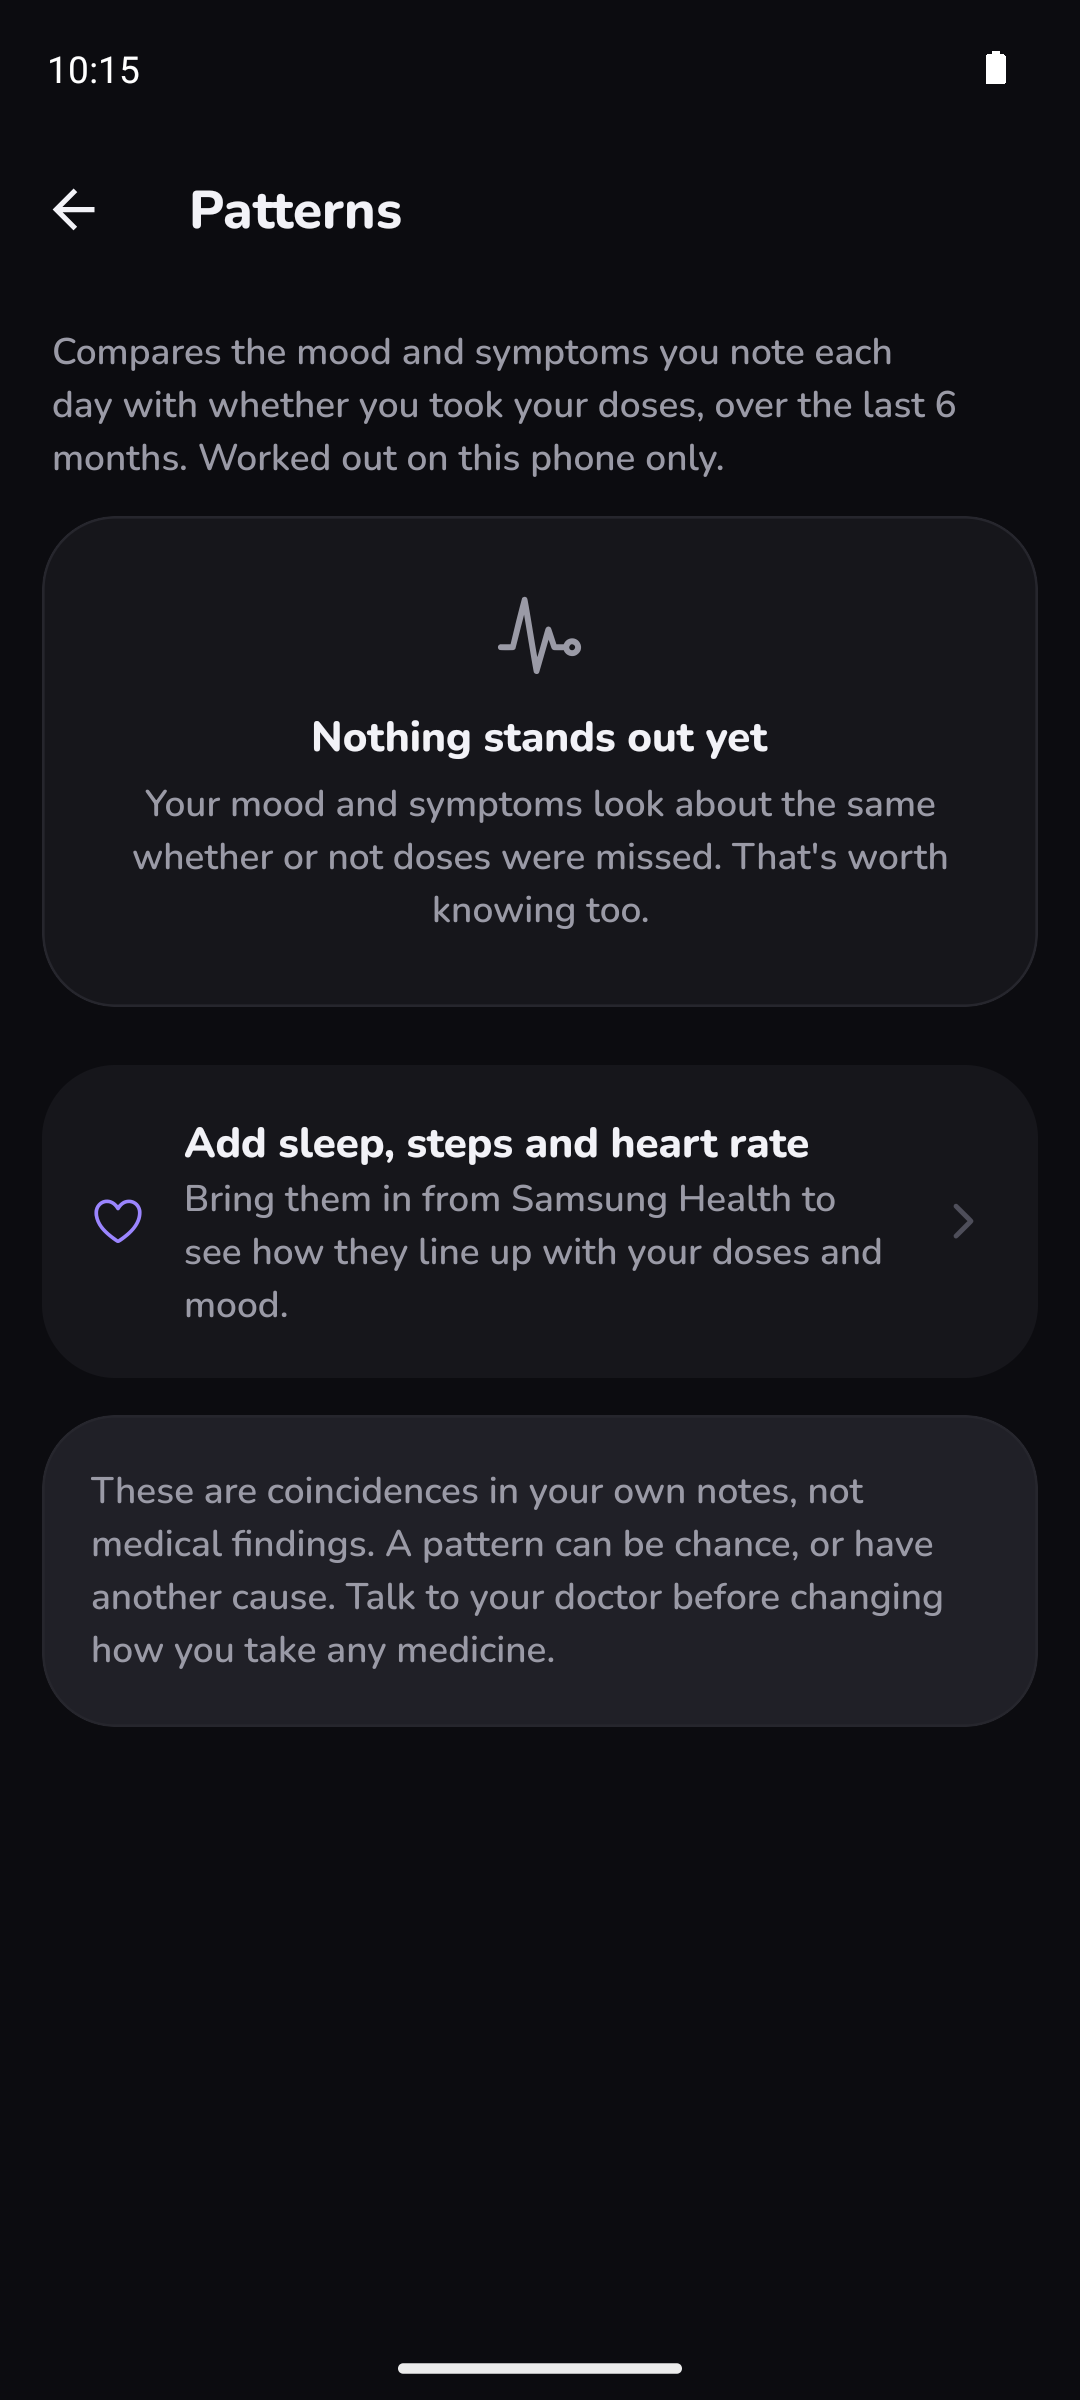 10:15
Patterns
Compares the mood and symptoms you note each
day with whether you took your doses, over the last 6
months. Worked out on this phone only.
Nothing stands out yet
Your mood and symptoms look about the same
whether or not doses were missed. That's worth
knowing too.
Add sleep, steps and heart rate
Bring them in from Samsung Health to
see how they line up with your doses and
mood.
These are coincidences in your own notes, not
medical findings. A pattern can be chance, or have
another cause. Talk to your doctor before changing
how you take any medicine.